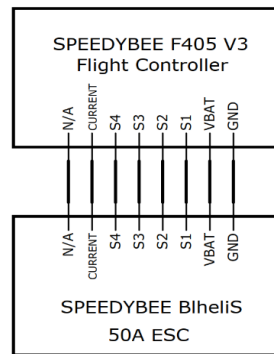 SPEEDYBEE F405 V3
Flight Controller
N/A CURRENT S4 S3 S2 S1 VBAT GND
N/A CURRENT S4 S3 S2 S1 VBAT GND
SPEEDYBEE BlheliS
50A ESC